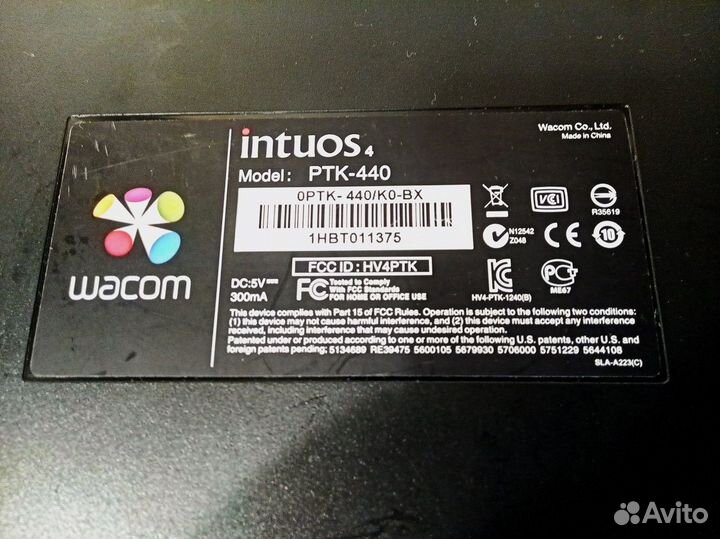 wacom
intuos4
Model: PTK-440
0PTK- 440/K0-BX
1HBT011375
FCC ID : HV4PTK
DC:5V
300mA
FC Tested To Comply
With FCC Standards
FOR HOME OR OFFICE USE
Wacom Co., Ltd.
Made in China
VCI
R35619
N12542
Z048
CE
10
HV4-PTK-1240(B)
ME67
This device complies with Part 15 of FCC Rules. Operation is subject to the following two conditions:
(1) this device may not cause harmful interference, and (2) this device must accept any interference
received, including interference that may cause undesired operation.
Patented under or produced according to one or more of the following U.S. patents, other U.S. and
foreign patents pending: 5134689 RE39475 5600105 5679930 5706000 5751229 5644108
SLA-A223(C)
Avito